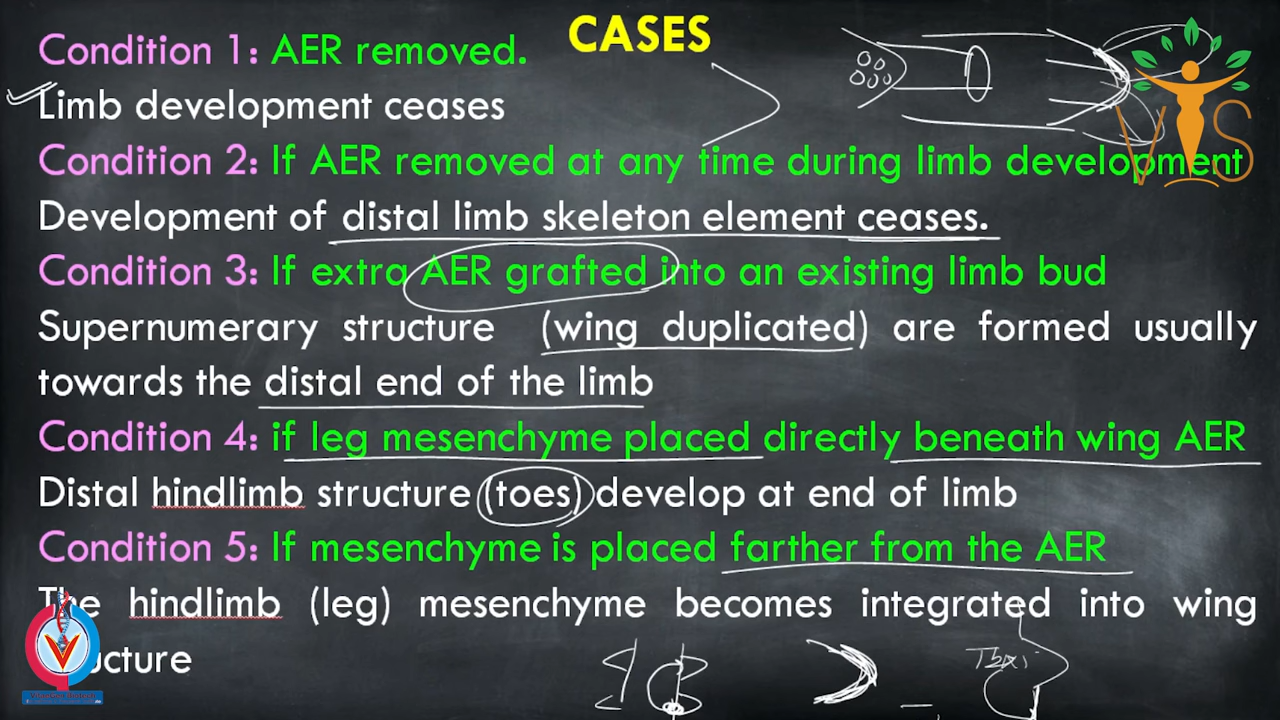 CASES
Condition 1: AER removed.
Limb development ceases
Condition 2: If AER removed at any time during limb development
Development of distal limb skeleton element ceases.
Condition 3: If extra AER grafted into an existing limb bud
Supernumerary structure (wing duplicated) are formed usually
towards the distal end of the limb
Condition 4: if leg mesenchyme placed directly beneath wing AER
Distal hindlimb structure (toes) develop at end of limb
Condition 5: If mesenchyme is placed farther from the AER
The hindlimb (leg) mesenchyme becomes integrated into wing
ucture
V S
V